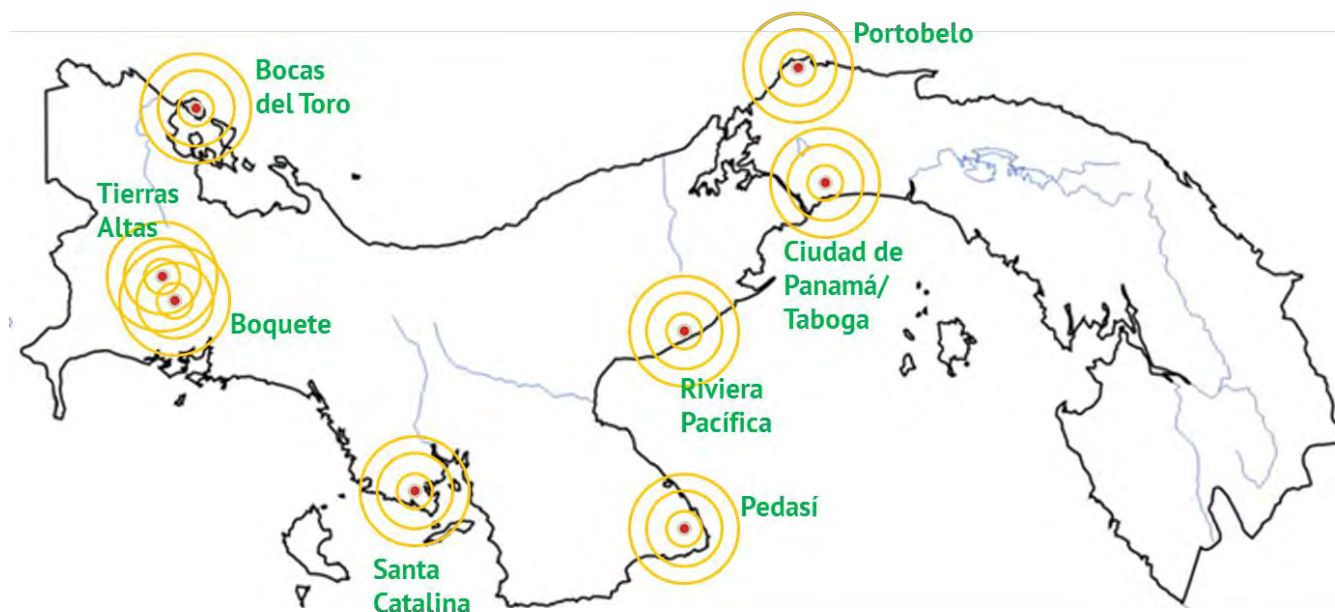 Portobelo
Bocas
del Toro
Tierras
Altas
Ciudad de
Panamá/
Taboga
Boquete
Riviera
Pacífica
Pedasí
Santa
Catalina